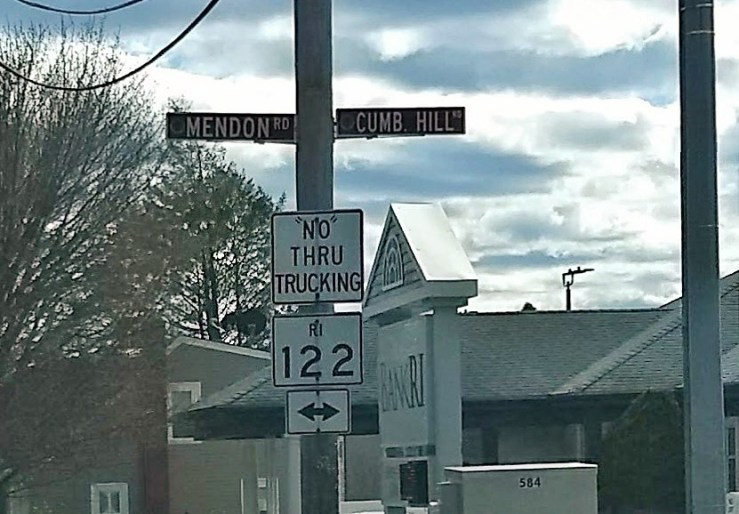 MENDON RD
CUMB. HILL RD
"NO"
THRU
TRUCKING
RI
122
BANKRI
584